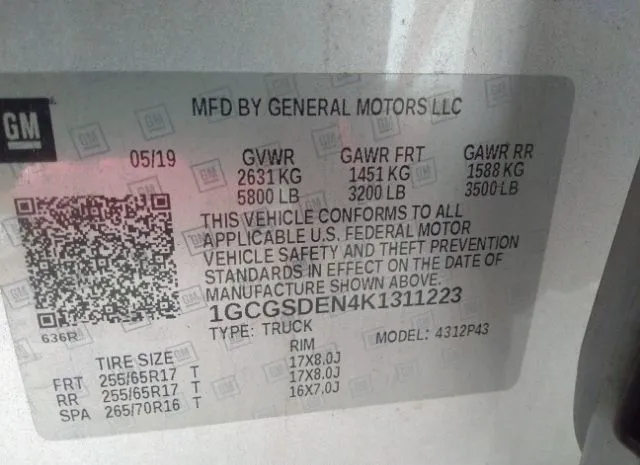 GM
MFD BY GENERAL MOTORS LLC
05/19 GVWR GAWR FRT GAWR RR
2631 KG 1451 KG 1588 KG
5800 LB 3200 LB 3500 LB
THIS VEHICLE CONFORMS TO ALL
APPLICABLE U.S. FEDERAL MOTOR
VEHICLE SAFETY AND THEFT PREVENTION
STANDARDS IN EFFECT ON THE DATE OF
MANUFACTURE SHOWN ABOVE.
1GCGSDEN4K1311223
636R TYPE: TRUCK MODEL: 4312P43
TIRE SIZE RIM
FRT 255/65R17 T 17X8.0J
RR 255/65R17 T 17X8.0J
SPA 265/70R16 T 16X7.0J